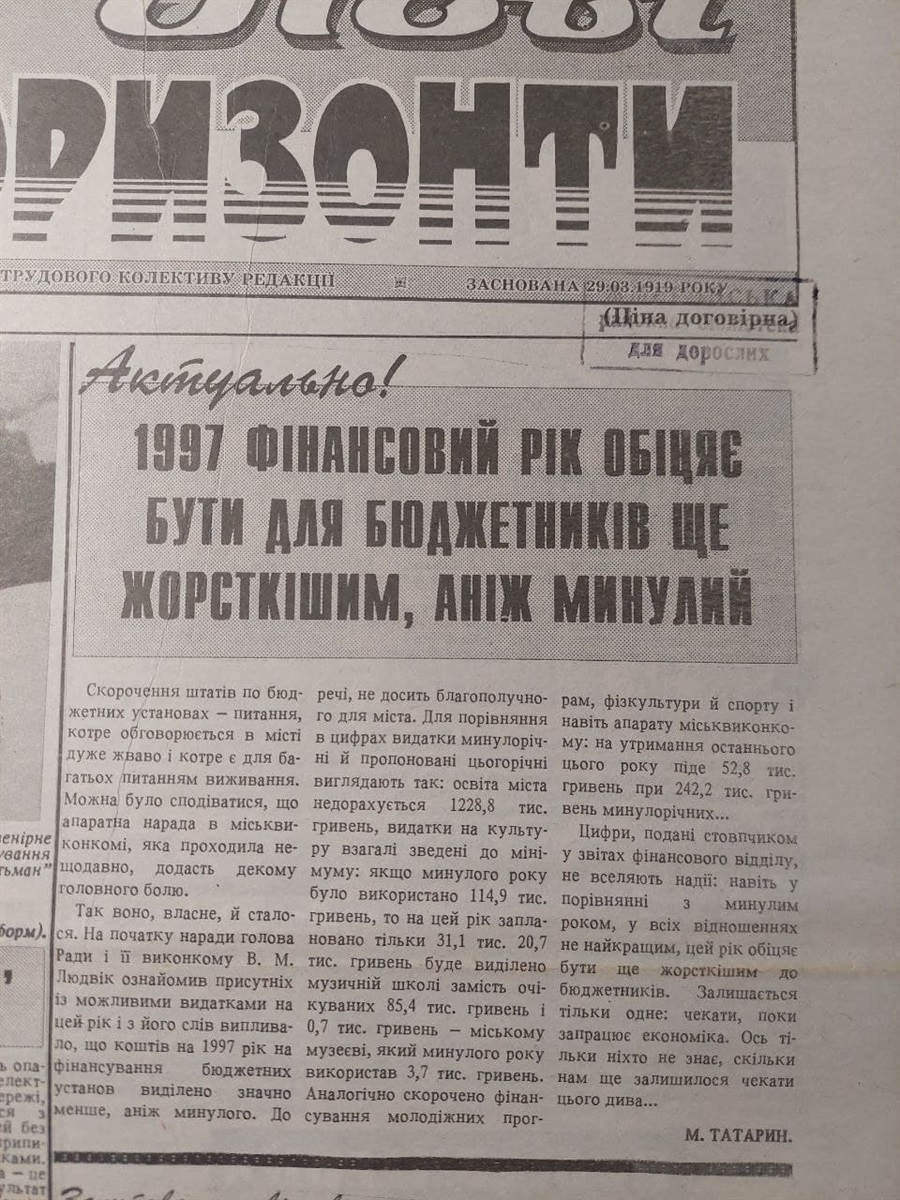 ОРИЗОНТИ
ТРУДОВОГО КОЛЕКТИВУ РЕДАКЦІЇ
ЗАСНОВАНА 29.03.1919 РОКУ
(Ціна договірна)
для дорослих
Актуально!
1997 ФІНАНСОВИЙ РІК ОБІЦЯЄ
БУТИ ДЛЯ БЮДЖЕТНИКІВ ЩЕ
ЖОРСТКІШИМ, АНІЖ МИНУЛИЙ
Скорочення штатів по бюд-
жетних установах – питання,
котре обговорюється в місті
дуже жваво і котре є для ба-
гатьох питанням виживання.
Можна було сподіватися, що
апаратна нарада в міськви-
конкомі, яка проходила не-
щодавно, додасть декому
головного болю.
Так воно, власне, й стало-
ся. На початку наради голова
Ради і її виконкому В. М.
Людвік ознайомив присутніх
із можливими видатками на
цей рік і з його слів виплива-
ло, що коштів на 1997 рік на
фінансування бюджетних
установ виділено значно
менше, аніж минулого. До
речі, не досить благополучно-
го для міста. Для порівняння
в цифрах видатки минулоріч-
ні й пропоновані цьогорічні
виглядають так: освіта міста
недорахується 1228,8 тис.
гривень, видатки на культу-
ру взагалі зведені до міні-
муму: якщо минулого року
було використано 114,9 тис.
гривень, то на цей рік запла-
новано тільки 31,1 тис. 20,7
тис. гривень буде виділено
музичній школі замість очі-
куваних 85,4 тис. гривень і
0,7 тис. гривень – міському
музеєві, який минулого року
використав 3,7 тис. гривень.
Аналогічно скорочено фінан-
сування молодіжних прог-
рам, фізкультури й спорту і
навіть апарату міськвиконко-
му: на утримання останнього
цього року піде 52,8 тис.
гривень при 242,2 тис. гри-
вень минулорічних...
Цифри, подані стовпчиком
у звітах фінансового відділу,
не вселяють надії: навіть у
порівнянні з минулим
роком, у всіх відношеннях
не найкращим, цей рік обіцяє
бути ще жорсткішим до
бюджетників. Залишається
тільки одне: чекати, поки
запрацює економіка. Ось ті-
льки ніхто не знає, скільки
нам ще залишилося чекати
цього дива...
М. ТАТАРИН.